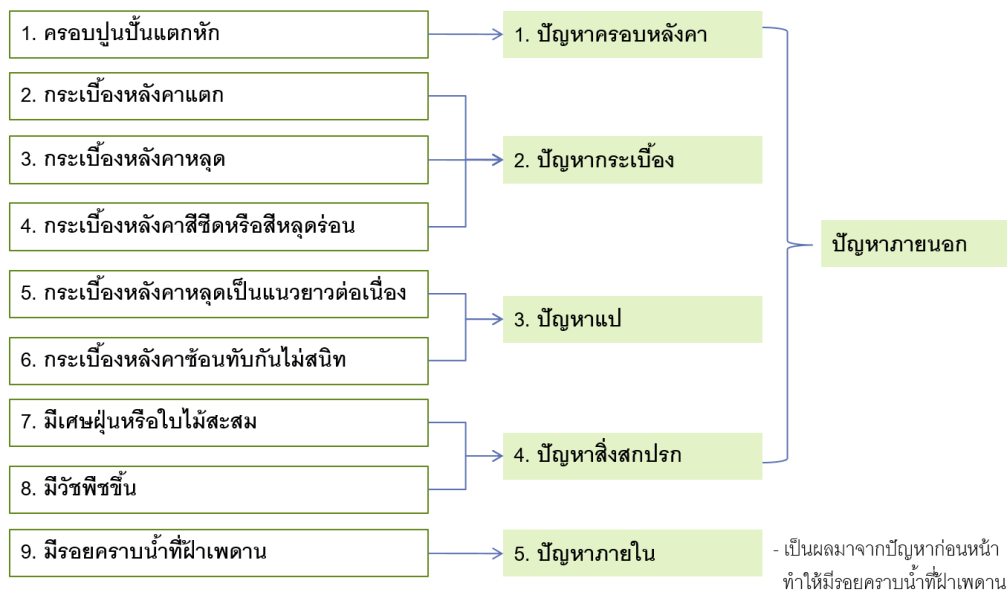 1. ครอบปูนปั้นแตกหัก
2. กระเบื้องหลังคาแตก
3. กระเบื้องหลังคาหลุด
4. กระเบื้องหลังคาสีซีดหรือสีหลุดร่อน
5. กระเบื้องหลังคาหลุดเป็นแนวยาวต่อเนื่อง
6. กระเบื้องหลังคาซ้อนทับกันไม่สนิท
7. มีเศษฝุ่นหรือใบไม้สะสม
8. มีวัชพืชขึ้น
9. มีรอยคราบน้ำที่ฝ้าเพดาน
1. ปัญหาครอบหลังคา
2. ปัญหากระเบื้อง
3. ปัญหาแป
4. ปัญหาสิ่งสกปรก
5. ปัญหาภายใน
ปัญหาภายนอก
- เป็นผลมาจากปัญหาก่อนหน้า
ทำให้มีรอยคราบน้ำที่ฝ้าเพดาน